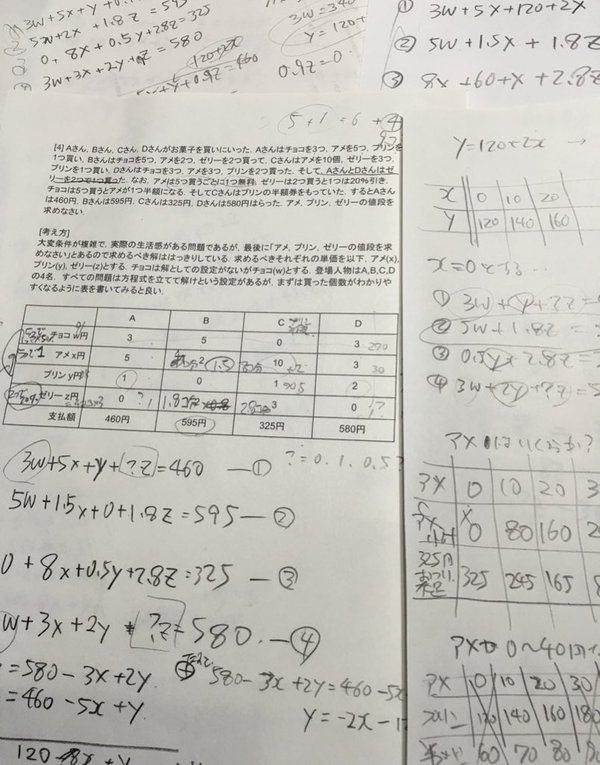 3w+5x+y+0.
5w+2x+1.8z=595
0+8x+0.5y+2.8z=325
3w+3x+2y+z=580
120+2x
+y+0.9z=460
3w=340
y=120+
0.9z=0
① 3w+5x+120+2x
② 5w+1.5x+1.8z
③ 8x+60+x+2.8z
5+1=6+4
[4] Aさん、Bさん、Cさん、Dさんがお菓子を買いにいった。Aさんはチョコを3つ、アメを5つ、プリンを
1つ買い、Bさんはチョコを5つ、アメを2つ、ゼリーを2つ買って、Cさんはアメを10個、ゼリーを3つ、
プリンを1つ買い、Dさんはチョコを3つ、アメを3つ、プリンを2つ買った。そして、AさんとDさんはゼ
リーを2つで1つ買った。なお、アメは5つ買うごとに1つ無料、ゼリーは2つ買うと1つは20%引き、
チョコは5つ買うとアメが1つ半額になる。そしてCさんはプリンの半額券をもっていた。するとAさん
は460円、Bさんは595円、Cさんは325円、Dさんは580円はらった。アメ、プリン、ゼリーの値段を
求めなさい。
[考え方]
大変条件が複雑で、実際の生活感がある問題であるが、最後に「アメ、プリン、ゼリーの値段を求
めなさい」とあるので求めるべき解ははっきりしている。求めるべきそれぞれの単価を以下、アメ(x)、
プリン(y)、ゼリー(z)とする。チョコは解としての設定がないがチョコ(w)とする。登場人物はA,B,C,D
の4名。すべての問題は方程式を立てて解けという設定があるが、まずは買った個数がわかりや
すくなるように表を書いてみると良い。
A B C D
チョコ w円 3 5 0 3 270
アメ x円 5 2 1.5 10 3 30
プリン y円 1 0 1 0.5 2
ゼリー z円 0 ? 1.8 2.8 3 0 ?
支払額 460円 595円 325円 580円
?=0.1.0.5?
3w+5x+y+?z=460 ―①
5w+1.5x+0+1.8z=595―②
0+8x+0.5y+2.8z=325 ―③
w+3x+2y+?z=580 ―④
=580-3x+2y
=460-5x+y
580-3x+2y=460-5x
y=-2x-1
120-8x+y
y=120+2x →
x 0 10 20
y 120 140 160
x=0とする…
① 3w+y+?z=
② 5w+1.8z=
③ 0.5y+2.8z=
④ 3w+2y+?z=5
アメxはいくらか?
アメx 0 10 20 3
0 80 160 2
325円
325 245 165 8
アメxを0~40
アメx 0 10 20 30
120 140 160 180
60 70 80